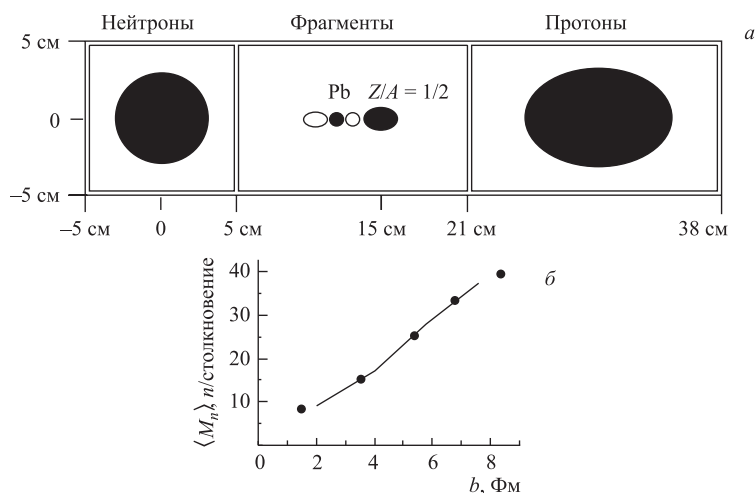 Нейтроны Фрагменты Протоны
5 см а
Pb Z/A = 1/2
0
–5 см
–5 см 0 5 см 15 см 21 см 38 см
40 б
30
20
10
⟨Mn⟩, n/столкновение
0 2 4 6 8
b, Фм